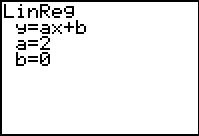 LinReg
y=ax+b
a=2
b=0